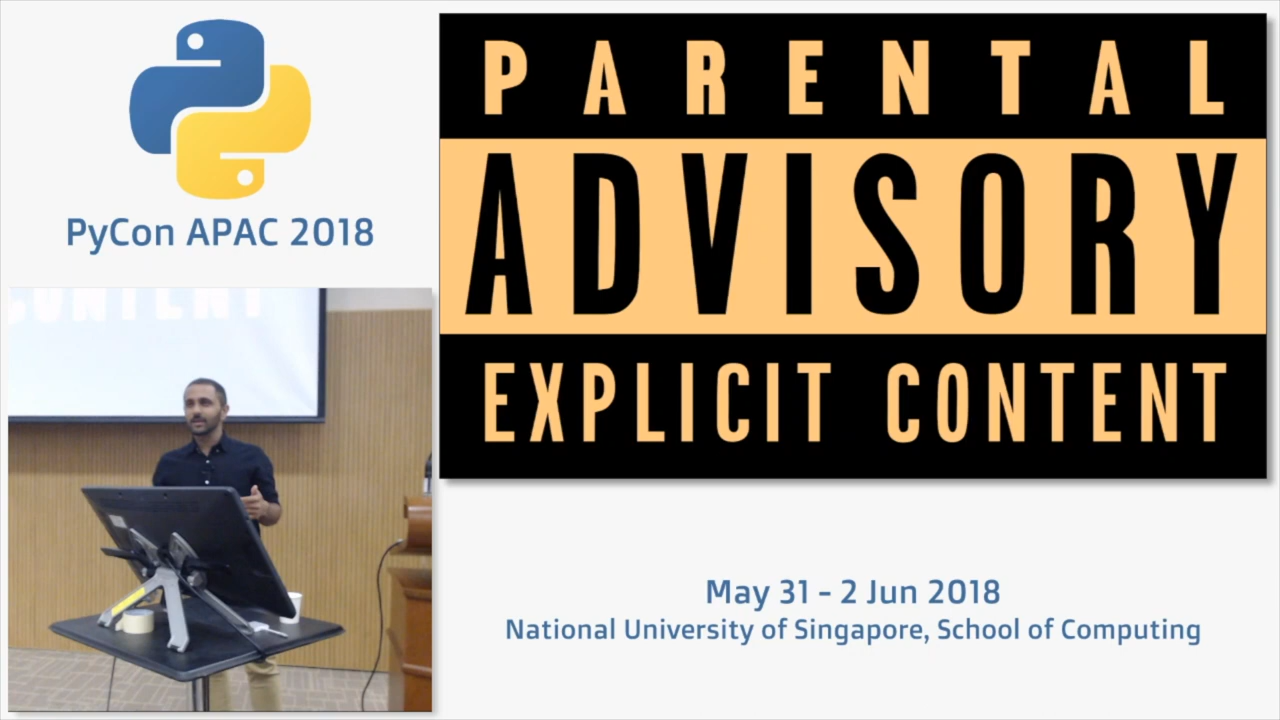 PyCon APAC 2018
PARENTAL
ADVISORY
EXPLICIT CONTENT
CONTENT
May 31 - 2 Jun 2018
National University of Singapore, School of Computing